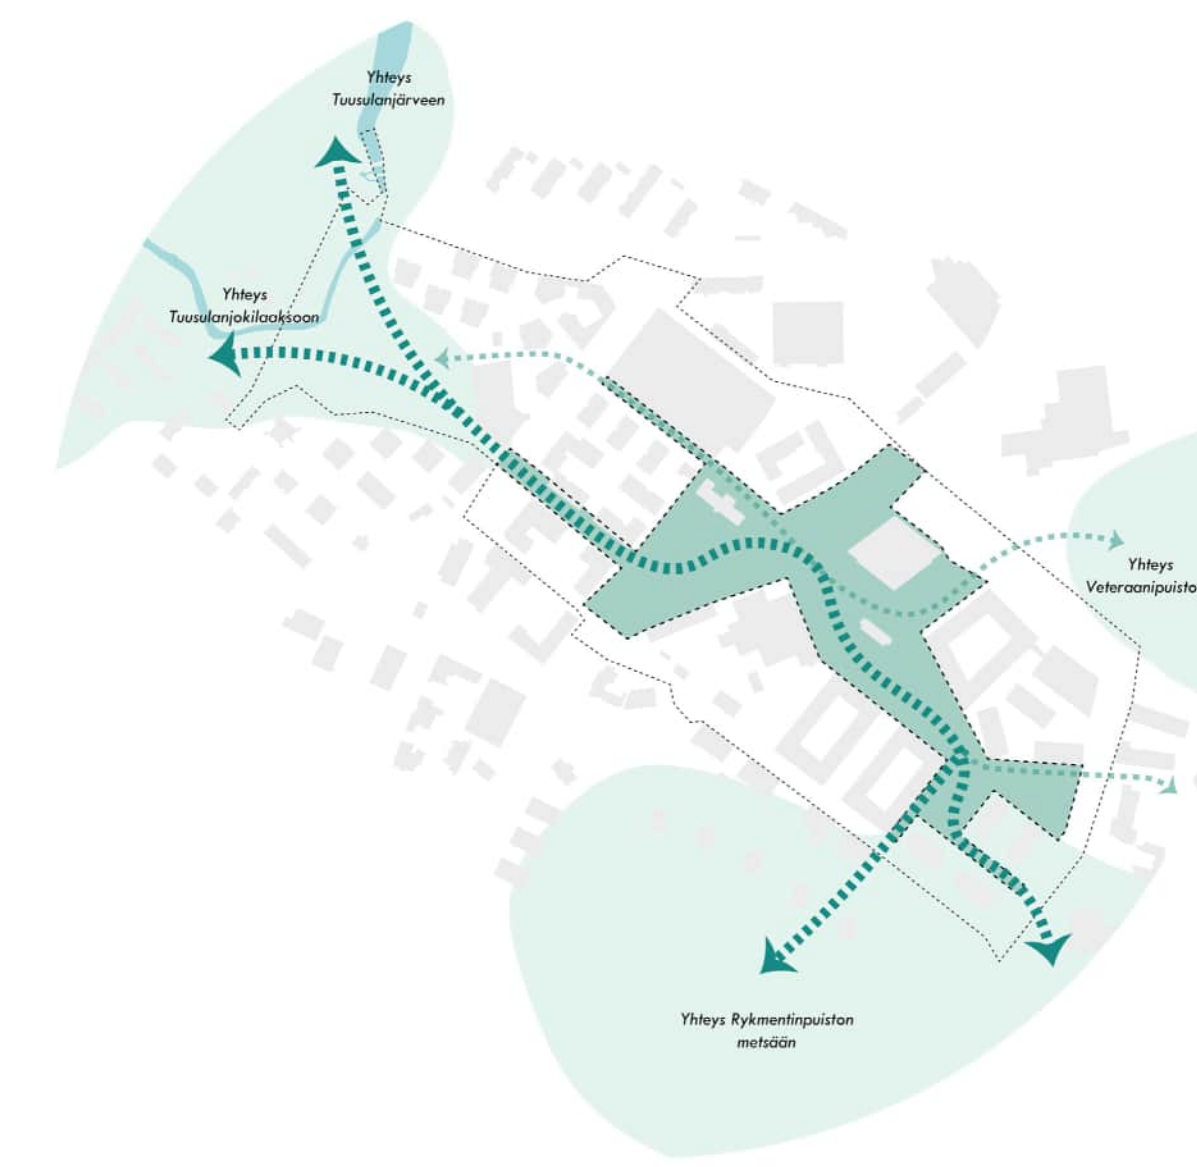 Yhteys
Tuusulanjärveen
Yhteys
Tuusulanjokilaaksoon
Yhteys
Veteraanipuisto
Yhteys Rykmentinpuiston
metsään